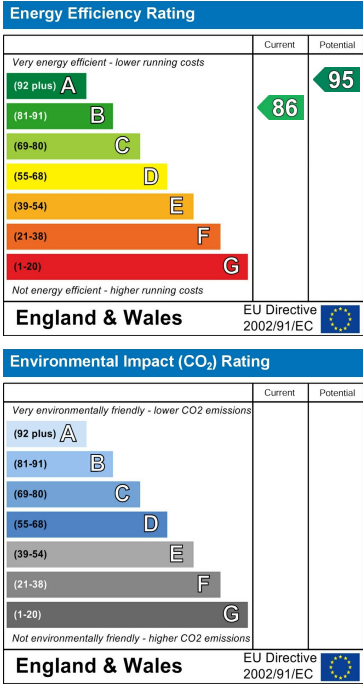 Energy Efficiency Rating
Current Potential
Very energy efficient - lower running costs
(92 plus) A
95
(81-91) B
86
(69-80) C
(55-68) D
(39-54) E
(21-38) F
(1-20) G
Not energy efficient - higher running costs
England & Wales
EU Directive
2002/91/EC
Environmental Impact (CO₂) Rating
Current Potential
Very environmentally friendly - lower CO2 emissions
(92 plus) A
(81-91) B
(69-80) C
(55-68) D
(39-54) E
(21-38) F
(1-20) G
Not environmentally friendly - higher CO2 emissions
England & Wales
EU Directive
2002/91/EC